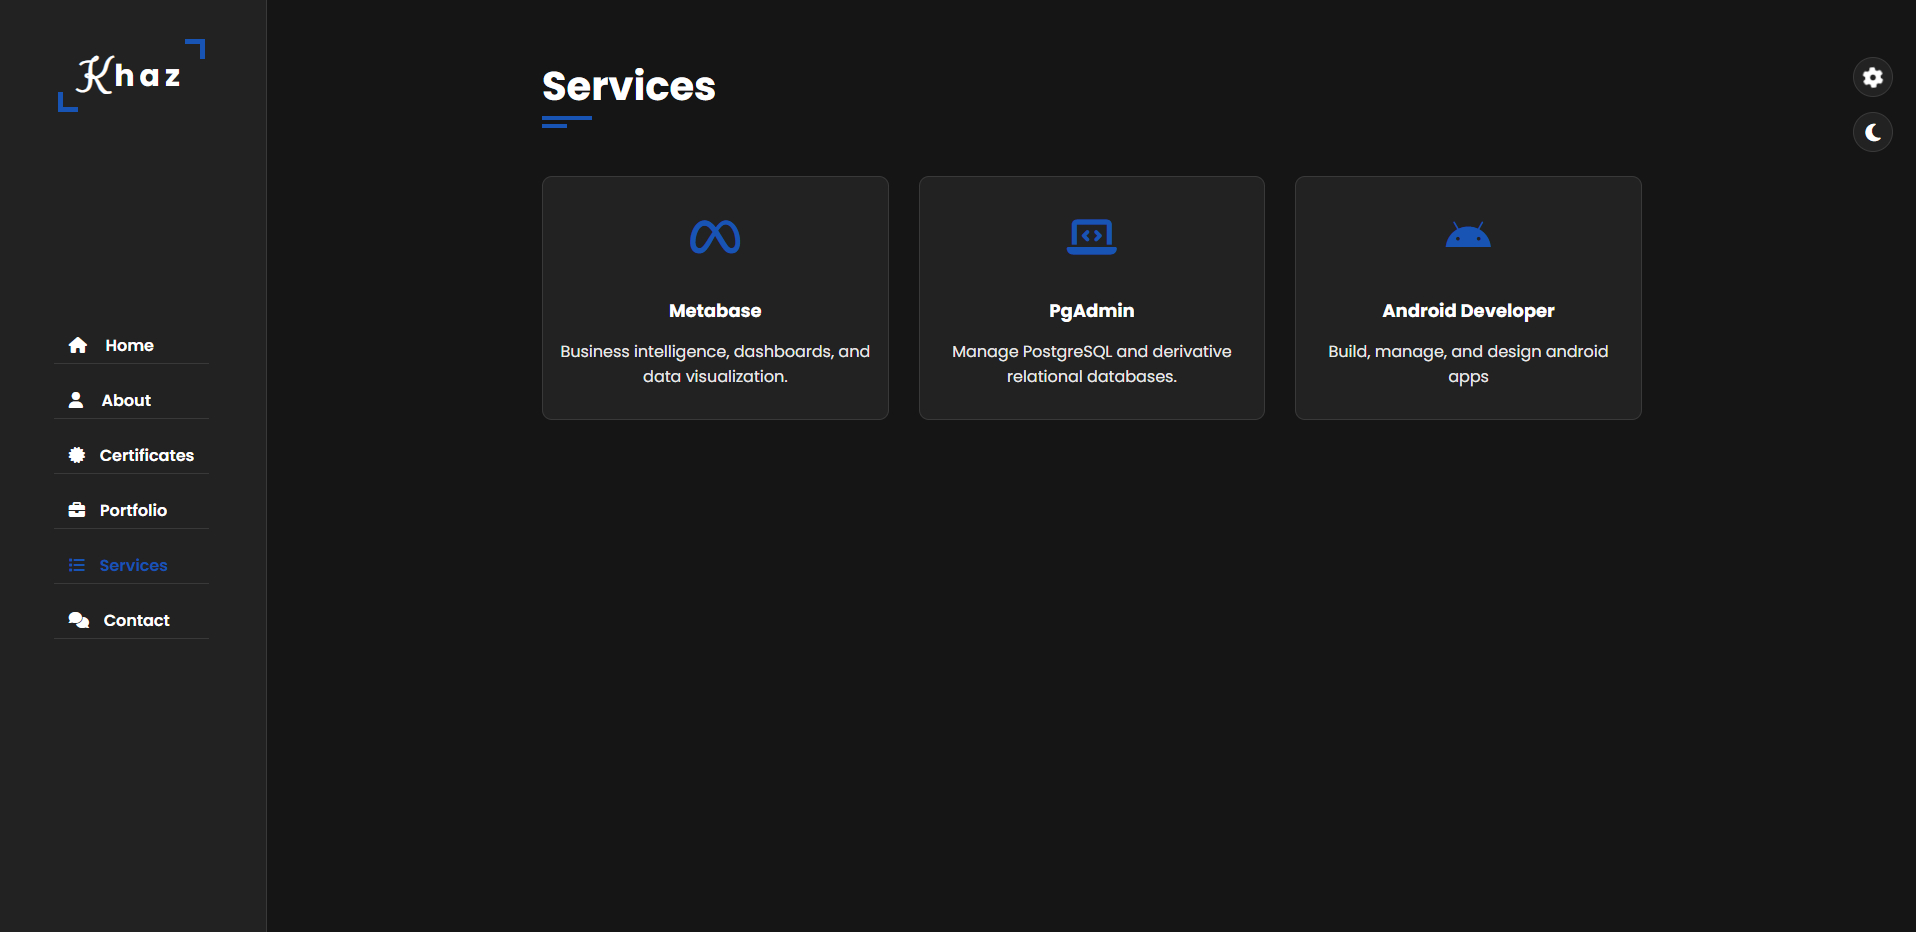 Khaz
Home
About
Certificates
Portfolio
Services
Contact
Services
Metabase
Business intelligence, dashboards, and
data visualization.
PgAdmin
Manage PostgreSQL and derivative
relational databases.
Android Developer
Build, manage, and design android
apps